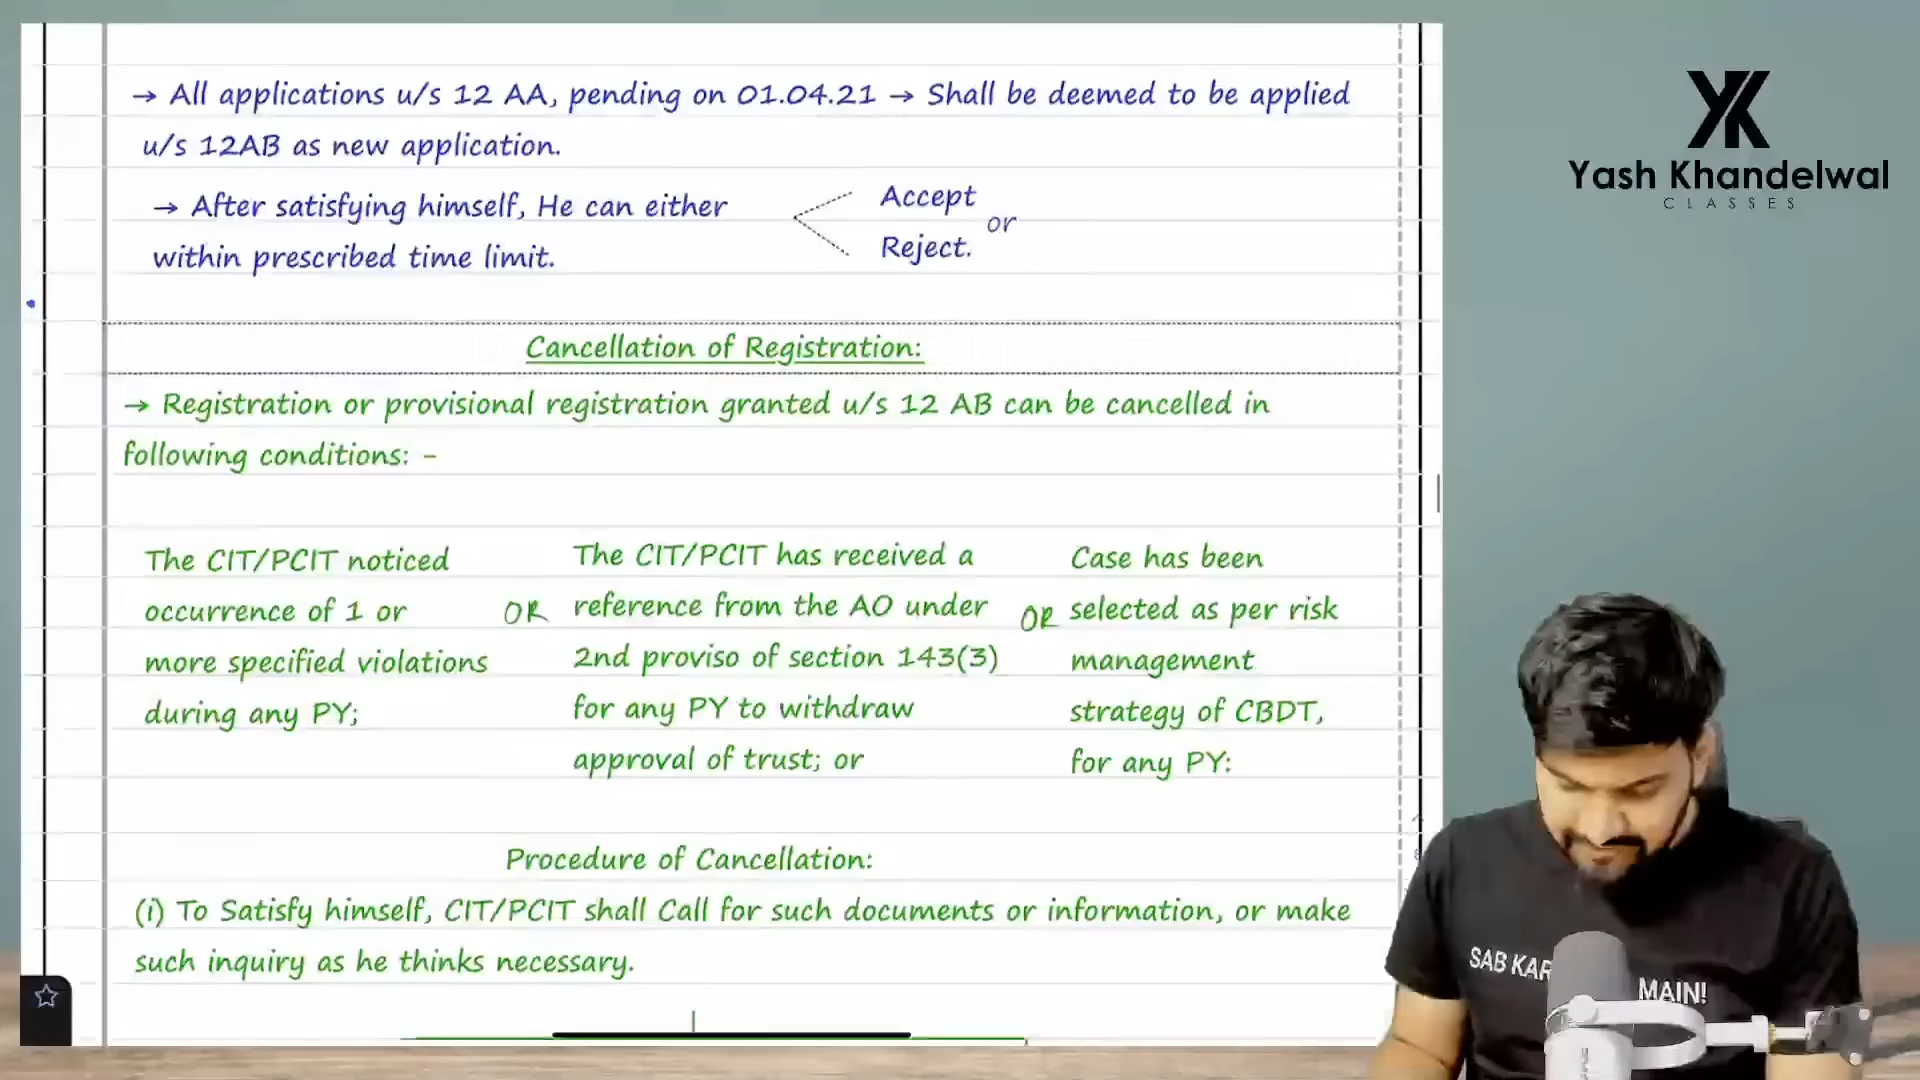 → All applications u/s 12 AA, pending on 01.04.21 → Shall be deemed to be applied
u/s 12AB as new application.
→ After satisfying himself, He can either
within prescribed time limit.
Accept
or
Reject.
Cancellation of Registration:
→ Registration or provisional registration granted u/s 12 AB can be cancelled in
following conditions: -
The CIT/PCIT noticed
occurrence of 1 or
more specified violations
during any PY;
OR
The CIT/PCIT has received a
reference from the AO under
2nd proviso of section 143(3)
for any PY to withdraw
approval of trust; or
OR
Case has been
selected as per risk
management
strategy of CBDT,
for any PY:
Procedure of Cancellation:
(i) To Satisfy himself, CIT/PCIT shall Call for such documents or information, or make
such inquiry as he thinks necessary.
YK
Yash Khandelwal
CLASSES
SAB KAR
MAIN!